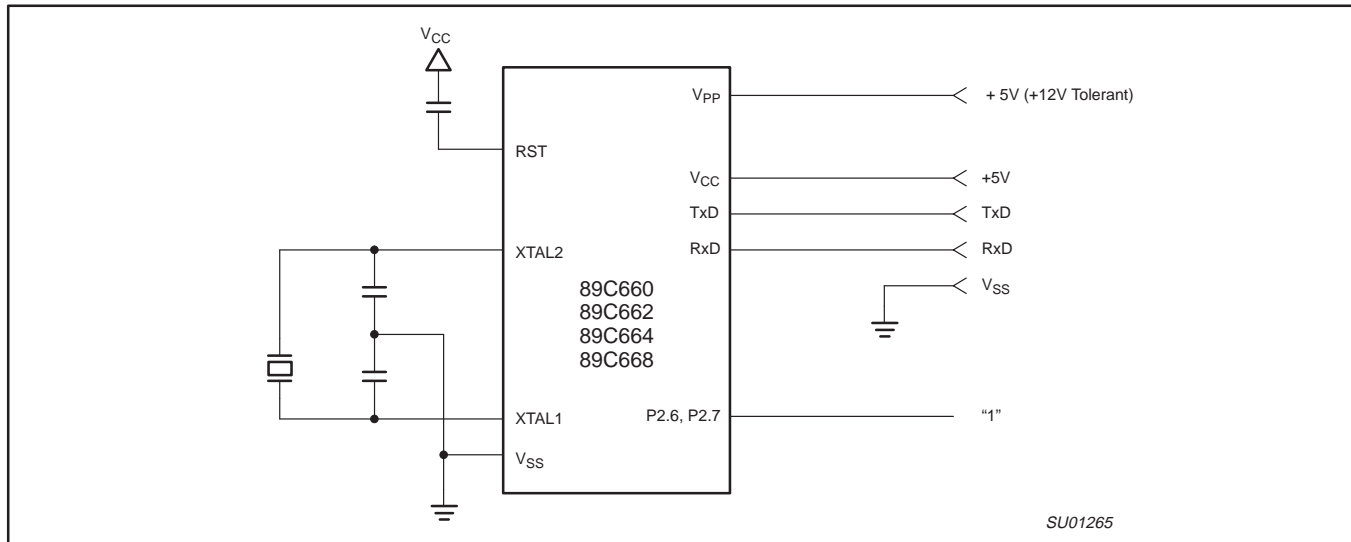 VCC
VPP
+ 5V (+12V Tolerant)
RST
VCC
+5V
TxD
TxD
XTAL2
RxD
RxD
VSS
89C660
89C662
89C664
89C668
XTAL1
P2.6, P2.7
“1”
VSS
SU01265